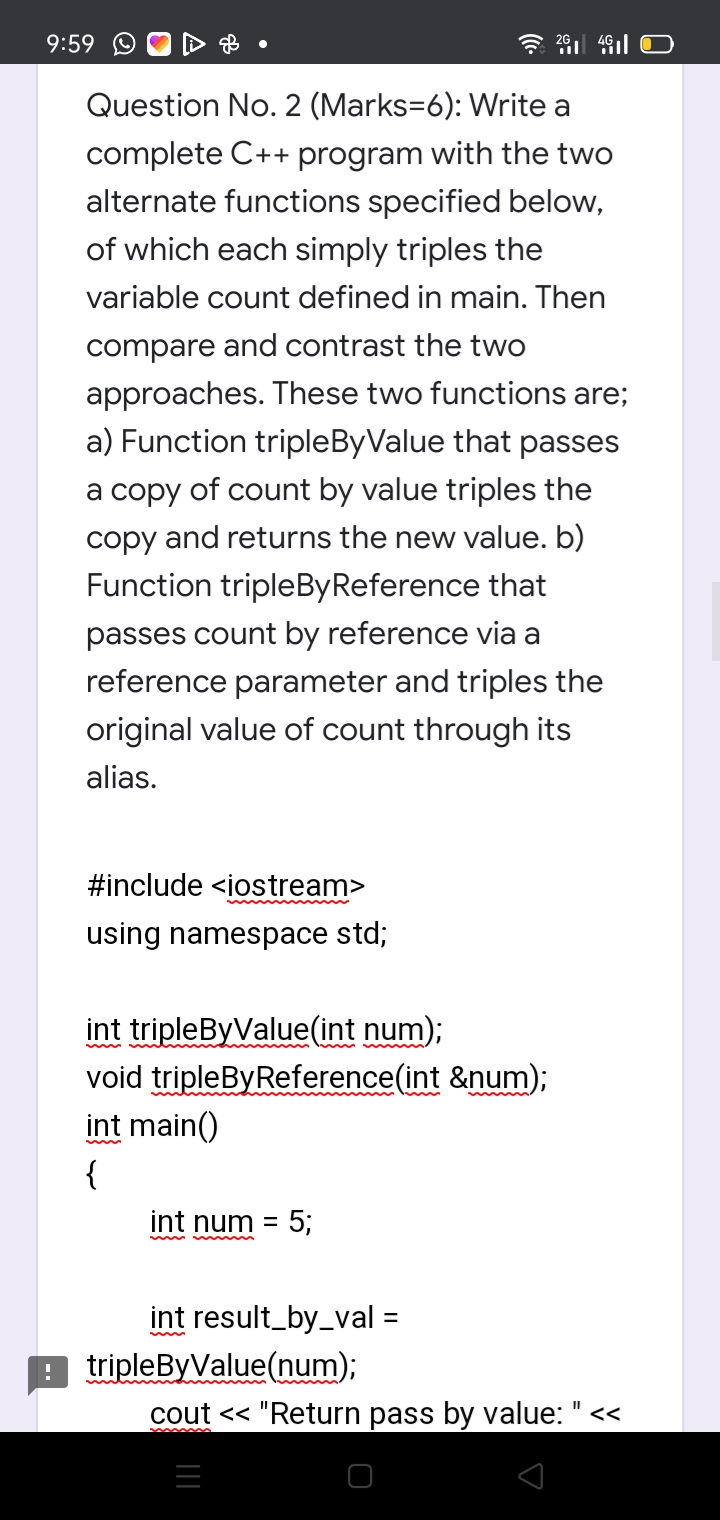 9:59
2G
4G
Question No. 2 (Marks=6): Write a
complete C++ program with the two
alternate functions specified below,
of which each simply triples the
variable count defined in main. Then
compare and contrast the two
approaches. These two functions are;
a) Function tripleByValue that passes
a copy of count by value triples the
copy and returns the new value. b)
Function tripleByReference that
passes count by reference via a
reference parameter and triples the
original value of count through its
alias.
#include <iostream>
using namespace std;
int tripleByValue(int num);
void tripleByReference(int &num);
int main()
{
int num = 5;
int result_by_val =
tripleByValue(num);
cout << "Return pass by value: " <<